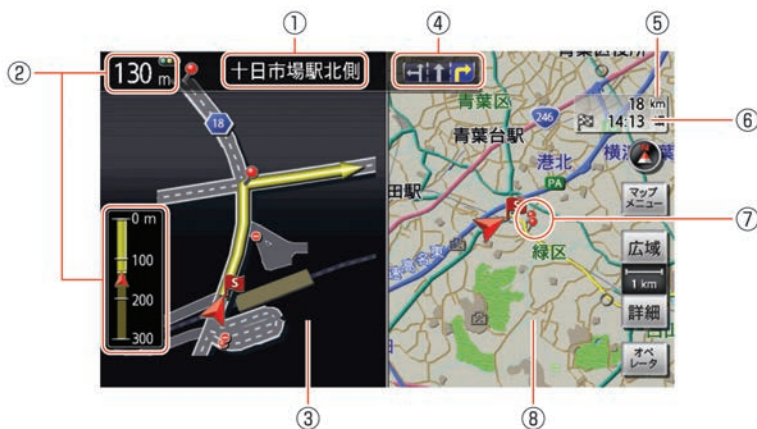 ①
④
⑤
②
130 m
十日市場駅北側
青葉区
18 km
⑥
14:13
18
246
青葉台駅
港北
PA
マップ
メニュー
田駅
S
S
⑦
0 m
100
200
300
緑区
広域
1 km
詳細
オペ
レータ
③
⑧